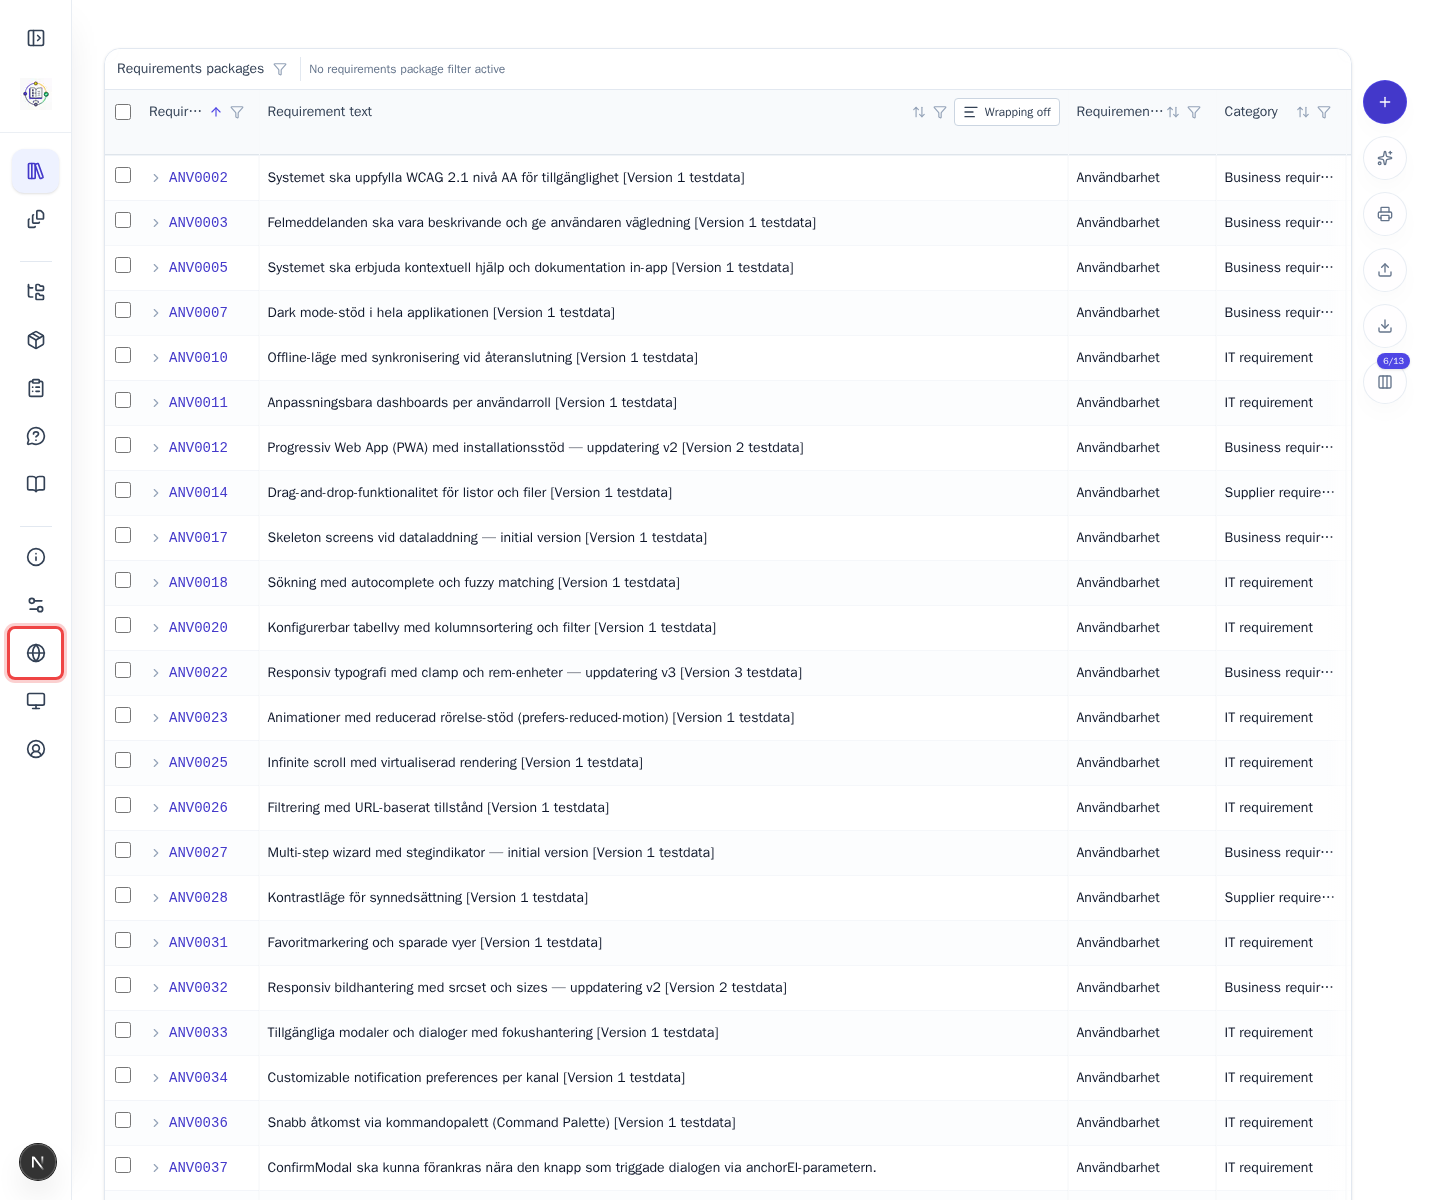 Requirements packages No requirements package filter active
Requir··· Requirement text Wrapping off Requiremen··· Category
ANV0002 Systemet ska uppfylla WCAG 2.1 nivå AA för tillgänglighet [Version 1 testdata] Användbarhet Business requir···
ANV0003 Felmeddelanden ska vara beskrivande och ge användaren vägledning [Version 1 testdata] Användbarhet Business requir···
ANV0005 Systemet ska erbjuda kontextuell hjälp och dokumentation in-app [Version 1 testdata] Användbarhet Business requir···
ANV0007 Dark mode-stöd i hela applikationen [Version 1 testdata] Användbarhet Business requir···
ANV0010 Offline-läge med synkronisering vid återanslutning [Version 1 testdata] Användbarhet IT requirement
6/13
ANV0011 Anpassningsbara dashboards per användarroll [Version 1 testdata] Användbarhet IT requirement
ANV0012 Progressiv Web App (PWA) med installationsstöd — uppdatering v2 [Version 2 testdata] Användbarhet Business requir···
ANV0014 Drag-and-drop-funktionalitet för listor och filer [Version 1 testdata] Användbarhet Supplier require···
ANV0017 Skeleton screens vid dataladdning — initial version [Version 1 testdata] Användbarhet Business requir···
ANV0018 Sökning med autocomplete och fuzzy matching [Version 1 testdata] Användbarhet IT requirement
ANV0020 Konfigurerbar tabellvy med kolumnsortering och filter [Version 1 testdata] Användbarhet IT requirement
ANV0022 Responsiv typografi med clamp och rem-enheter — uppdatering v3 [Version 3 testdata] Användbarhet Business requir···
ANV0023 Animationer med reducerad rörelse-stöd (prefers-reduced-motion) [Version 1 testdata] Användbarhet IT requirement
ANV0025 Infinite scroll med virtualiserad rendering [Version 1 testdata] Användbarhet IT requirement
ANV0026 Filtrering med URL-baserat tillstånd [Version 1 testdata] Användbarhet IT requirement
ANV0027 Multi-step wizard med stegindikator — initial version [Version 1 testdata] Användbarhet Business requir···
ANV0028 Kontrastläge för synnedsättning [Version 1 testdata] Användbarhet Supplier require···
ANV0031 Favoritmarkering och sparade vyer [Version 1 testdata] Användbarhet IT requirement
ANV0032 Responsiv bildhantering med srcset och sizes — uppdatering v2 [Version 2 testdata] Användbarhet Business requir···
ANV0033 Tillgängliga modaler och dialoger med fokushantering [Version 1 testdata] Användbarhet IT requirement
ANV0034 Customizable notification preferences per kanal [Version 1 testdata] Användbarhet IT requirement
ANV0036 Snabb åtkomst via kommandopalett (Command Palette) [Version 1 testdata] Användbarhet IT requirement
N
ANV0037 ConfirmModal ska kunna förankras nära den knapp som triggade dialogen via anchorEl-parametern. Användbarhet IT requirement